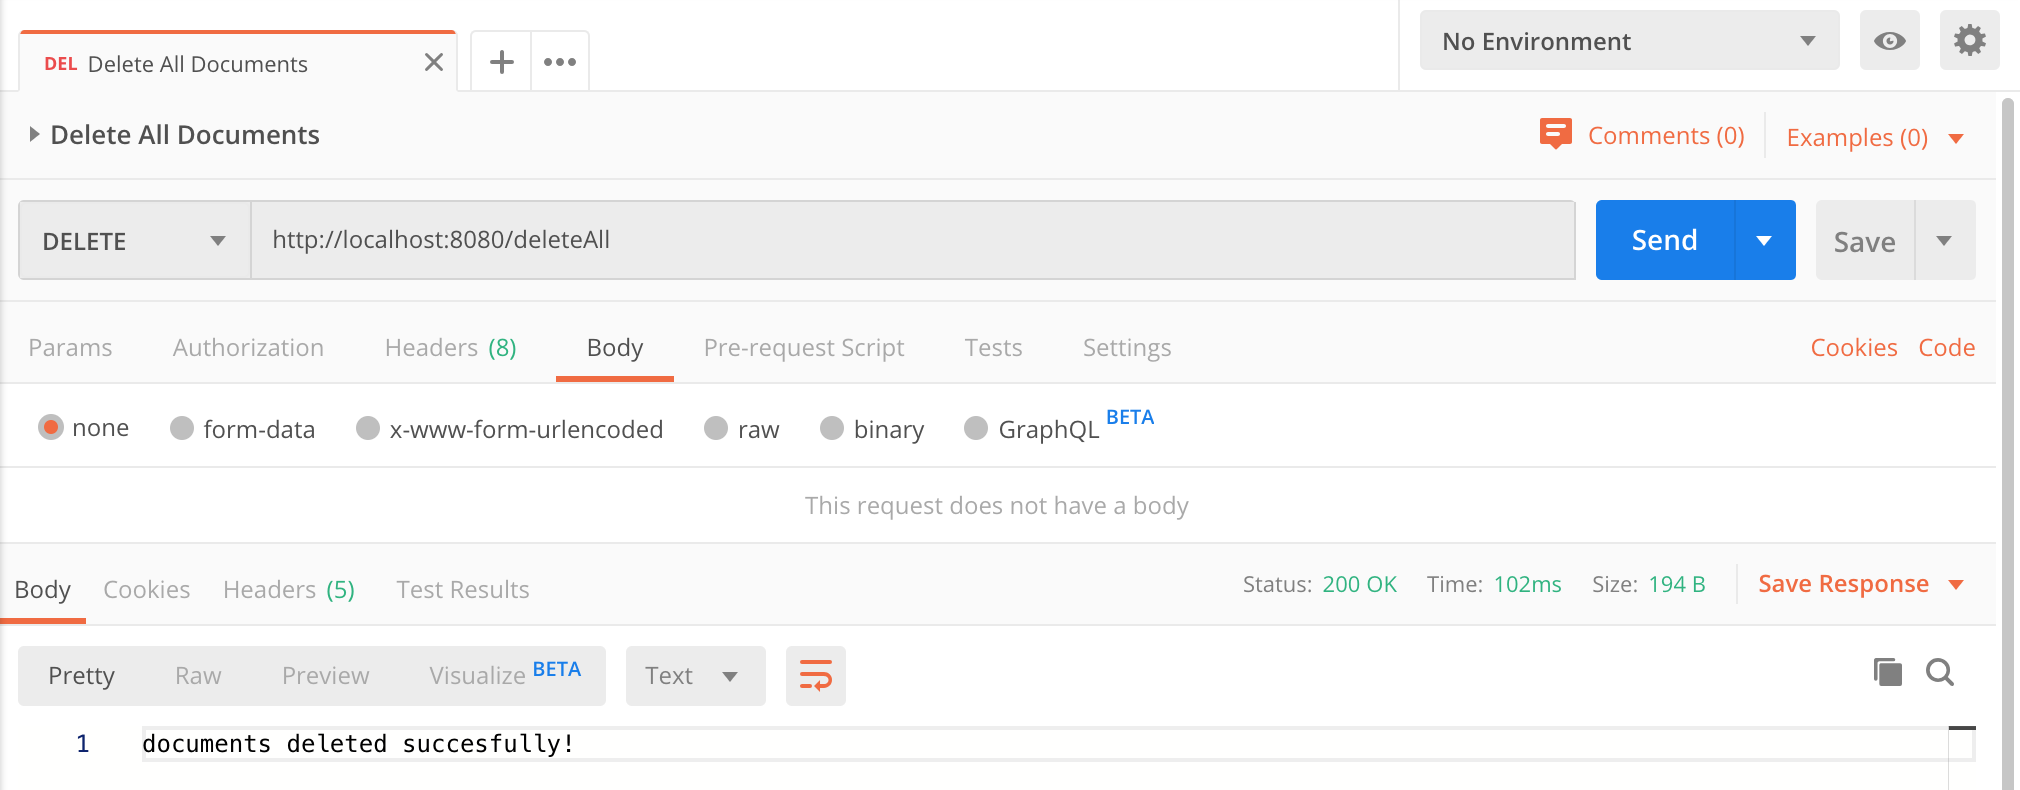 DEL Delete All Documents
No Environment
Delete All Documents
Comments (0)
Examples (0)
DELETE
http://localhost:8080/deleteAll
Send
Save
Params Authorization Headers (8) Body Pre-request Script Tests Settings
Cookies Code
none form-data x-www-form-urlencoded raw binary GraphQL BETA
This request does not have a body
Body Cookies Headers (5) Test Results
Status: 200 OK Time: 102ms Size: 194 B Save Response
Pretty Raw Preview Visualize BETA Text
1 documents deleted succesfully!